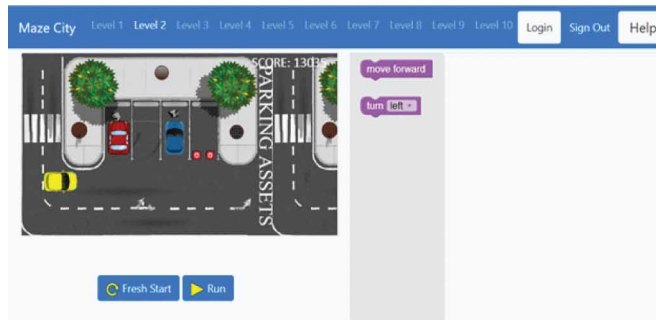 Maze City Level 1 Level 2 Level 3 Level 4 Level 5 Level 6 Level 7 Level 8 Level 9 Level 10 Login Sign Out Help
SCORE: 13035
PARKING ASSETS
move forward
turn left
Fresh Start Run